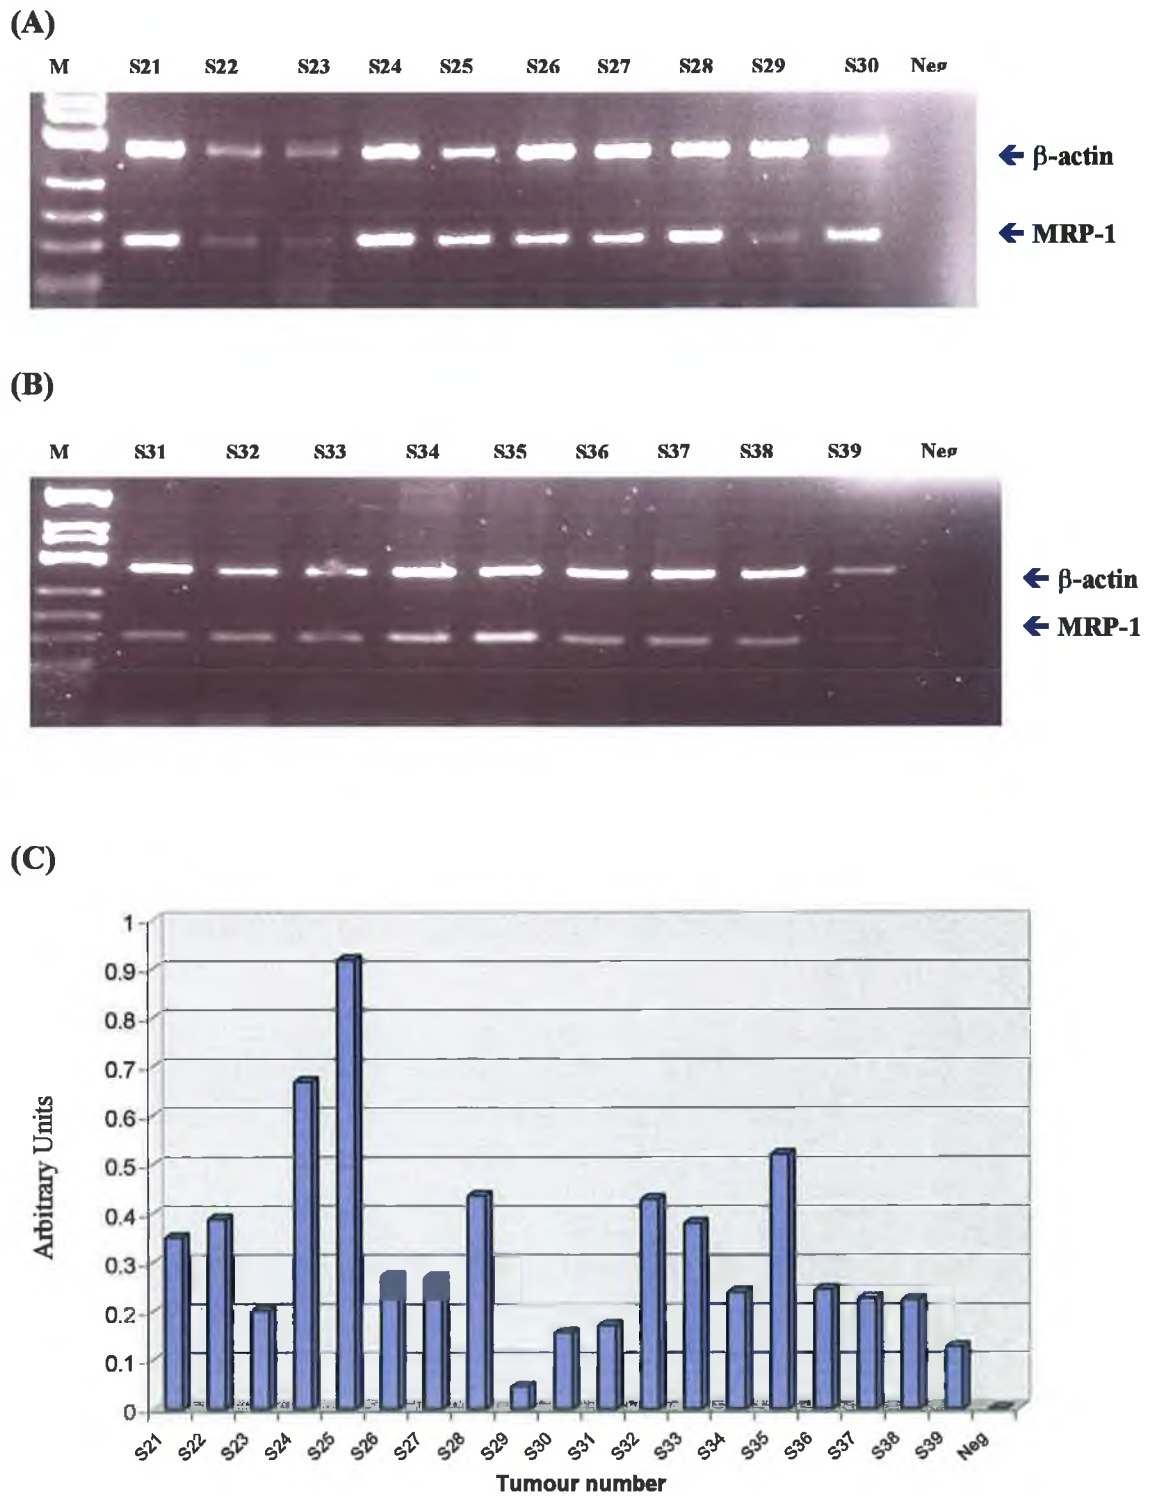 (A)
M S21 S22 S23 S24 S25 S26 S27 S28 S29 S30 Neg
β-actin
MRP-1
(B)
M S31 S32 S33 S34 S35 S36 S37 S38 S39 Neg
β-actin
MRP-1
(C)
1
0.9
0.8
0.7
0.6
0.5
0.4
0.3
0.2
0.1
0
Arbitrary Units
S21 S22 S23 S24 S25 S26 S27 S28 S29 S30 S31 S32 S33 S34 S35 S36 S37 S38 S39 Neg
Tumour number